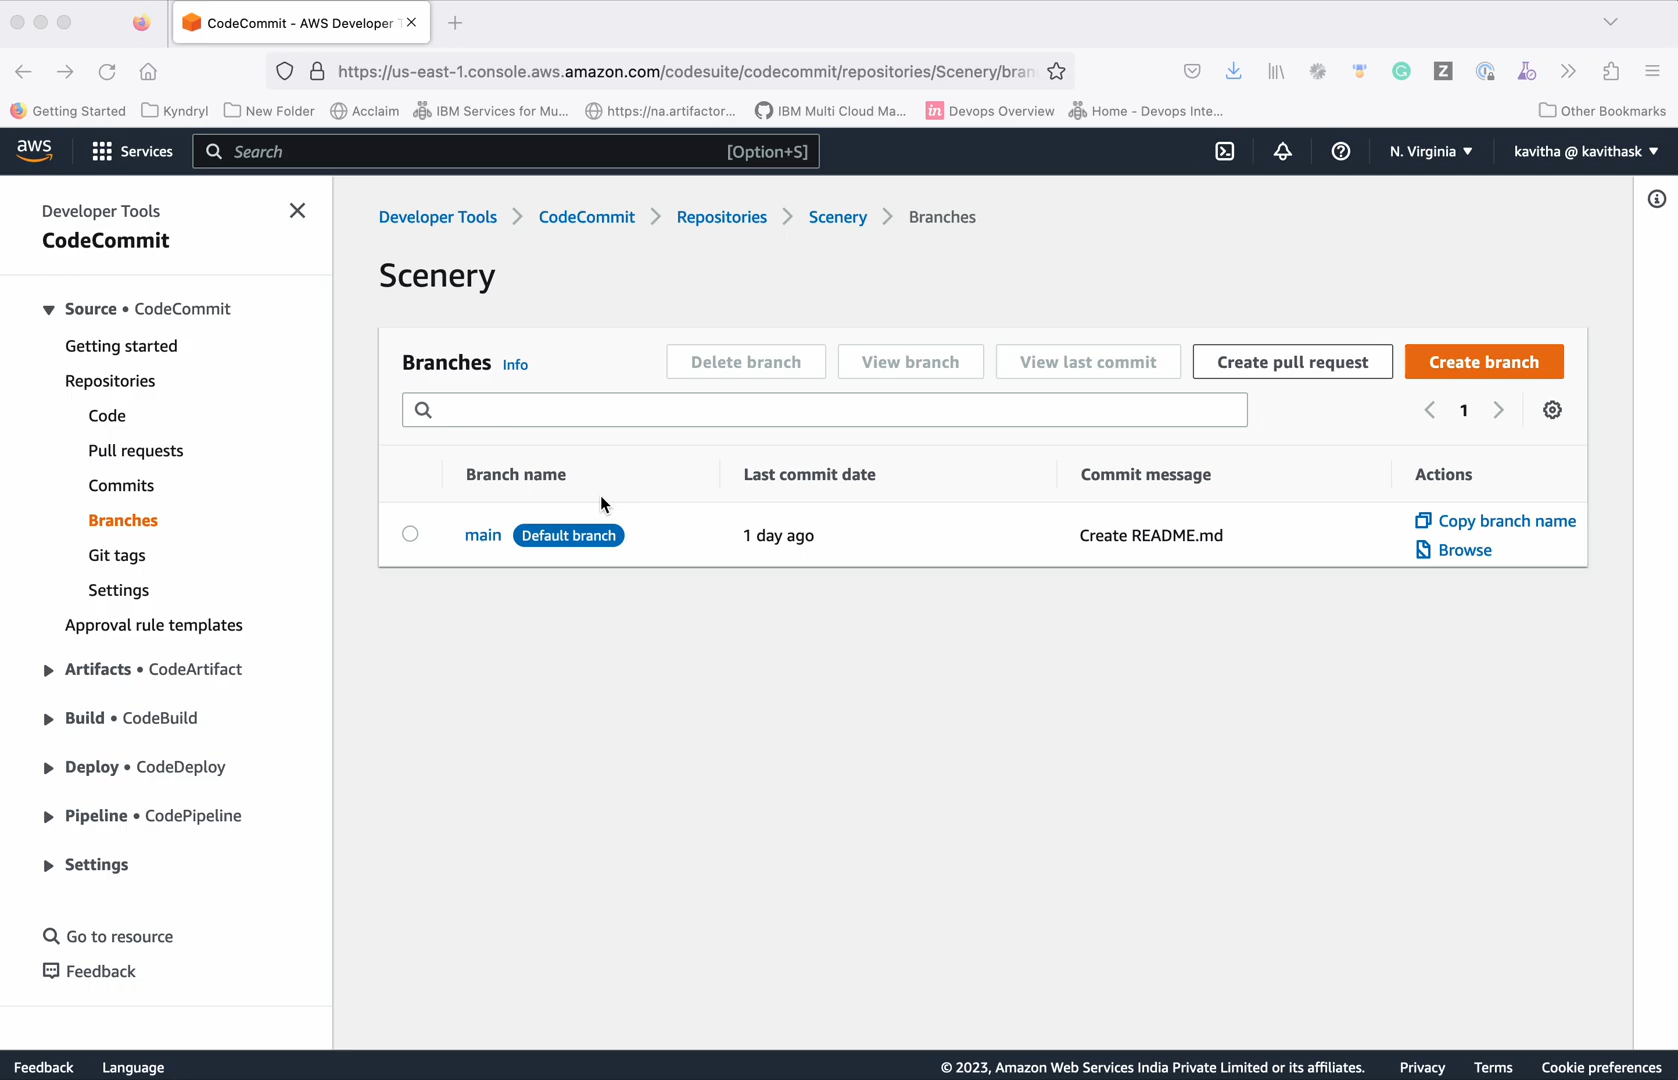 CodeCommit - AWS Developer T
https://us-east-1.console.aws.amazon.com/codesuite/codecommit/repositories/Scenery/bran
Getting Started Kyndryl New Folder Acclaim IBM Services for Mu... https://na.artifactor... IBM Multi Cloud Ma... in Devops Overview Home - Devops Inte... Other Bookmarks
aws Services Search [Option+S] N. Virginia kavitha @ kavithask
Developer Tools
CodeCommit
Source • CodeCommit
Getting started
Repositories
Code
Pull requests
Commits
Branches
Git tags
Settings
Approval rule templates
Artifacts • CodeArtifact
Build • CodeBuild
Deploy • CodeDeploy
Pipeline • CodePipeline
Settings
Go to resource
Feedback
Developer Tools CodeCommit Repositories Scenery Branches
Scenery
Branches Info Delete branch View branch View last commit Create pull request Create branch
1
Branch name Last commit date Commit message Actions
main Default branch 1 day ago Create README.md Copy branch name
Browse
Feedback Language © 2023, Amazon Web Services India Private Limited or its affiliates. Privacy Terms Cookie preferences